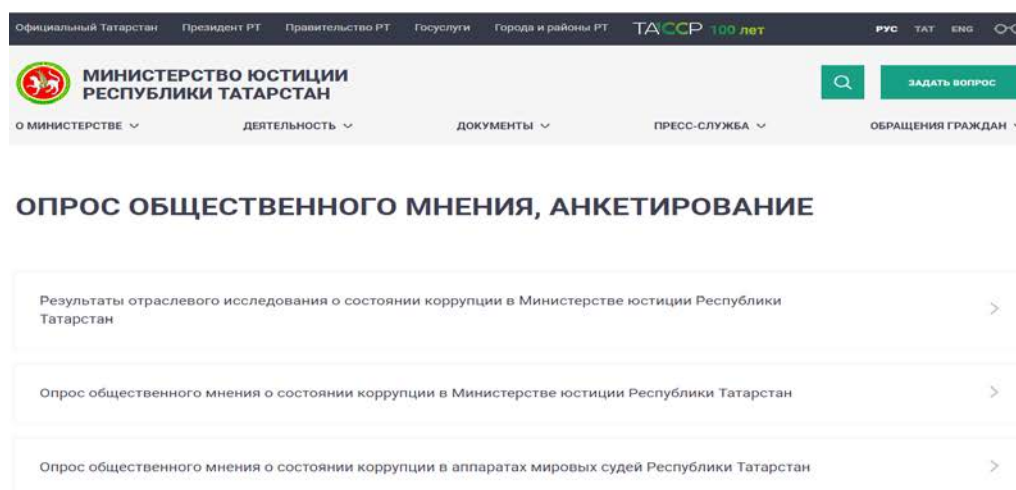 Официальный Татарстан Президент РТ Правительство РТ Госуслуги Города и районы РТ ТАССР 100 лет РУС ТАТ ENG
МИНИСТЕРСТВО ЮСТИЦИИ
РЕСПУБЛИКИ ТАТАРСТАН
ЗАДАТЬ ВОПРОС
О МИНИСТЕРСТВЕ ДЕЯТЕЛЬНОСТЬ ДОКУМЕНТЫ ПРЕСС-СЛУЖБА ОБРАЩЕНИЯ ГРАЖДАН
ОПРОС ОБЩЕСТВЕННОГО МНЕНИЯ, АНКЕТИРОВАНИЕ
Результаты отраслевого исследования о состоянии коррупции в Министерстве юстиции Республики
Татарстан
Опрос общественного мнения о состоянии коррупции в Министерстве юстиции Республики Татарстан
Опрос общественного мнения о состоянии коррупции в аппаратах мировых судей Республики Татарстан